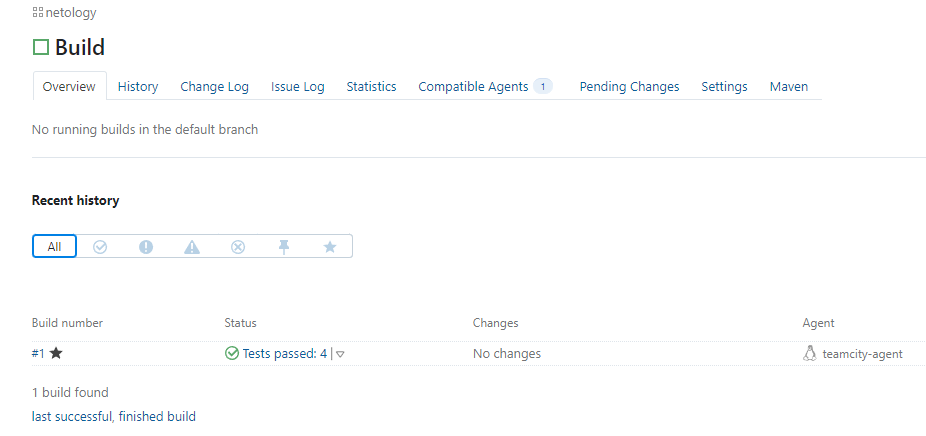 netology
Build
Overview History Change Log Issue Log Statistics Compatible Agents 1 Pending Changes Settings Maven
No running builds in the default branch
Recent history
All
Build number Status Changes Agent
#1 Tests passed: 4 No changes teamcity-agent
1 build found
last successful, finished build